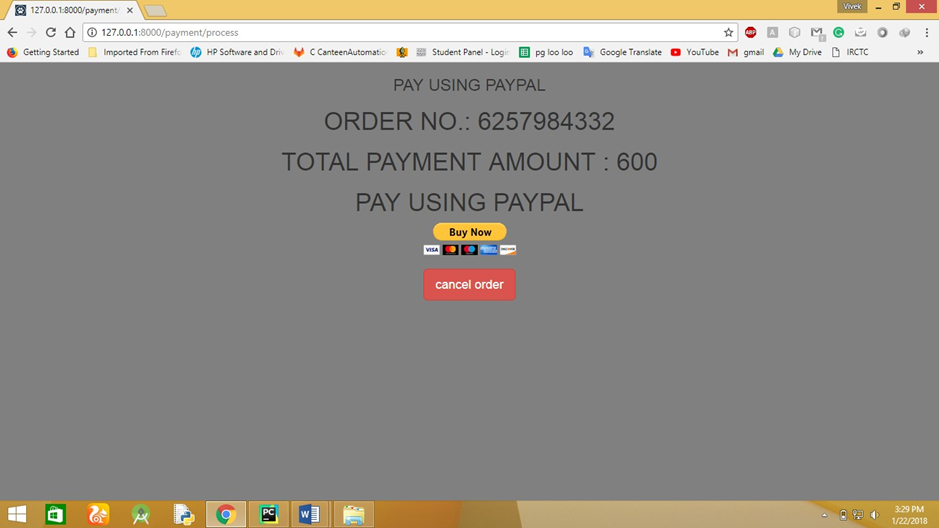 Vivek
127.0.0.1:8000/payment/
127.0.0.1:8000/payment/process
ABP
Getting Started
Imported From Firefo
HP Software and Driv
C CanteenAutomatio
Student Panel - Login
pg loo loo
Google Translate
YouTube
gmail
My Drive
IRCTC
»
PAY USING PAYPAL
ORDER NO.: 6257984332
TOTAL PAYMENT AMOUNT : 600
PAY USING PAYPAL
Buy Now
VISA
cancel order
PC
3:29 PM
1/22/2018